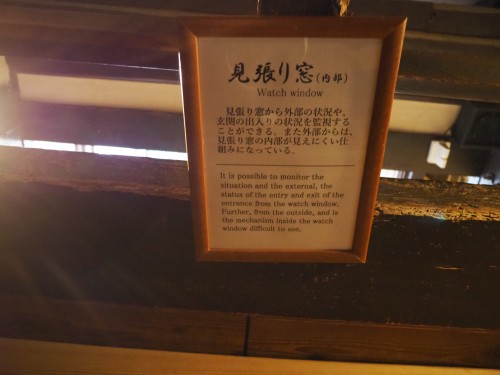 見張り窓(内部)
Watch window
見張り窓から外部の状況や、
玄関の出入りの状況を監視する
ことができる。また外部からは、
見張り窓の内部が見えにくい仕
組みになっている。
It is possible to monitor the
situation and the external, the
status of the entry and exit of the
entrance from the watch window.
Further, from the outside, and is
the mechanism inside the watch
window difficult to see.